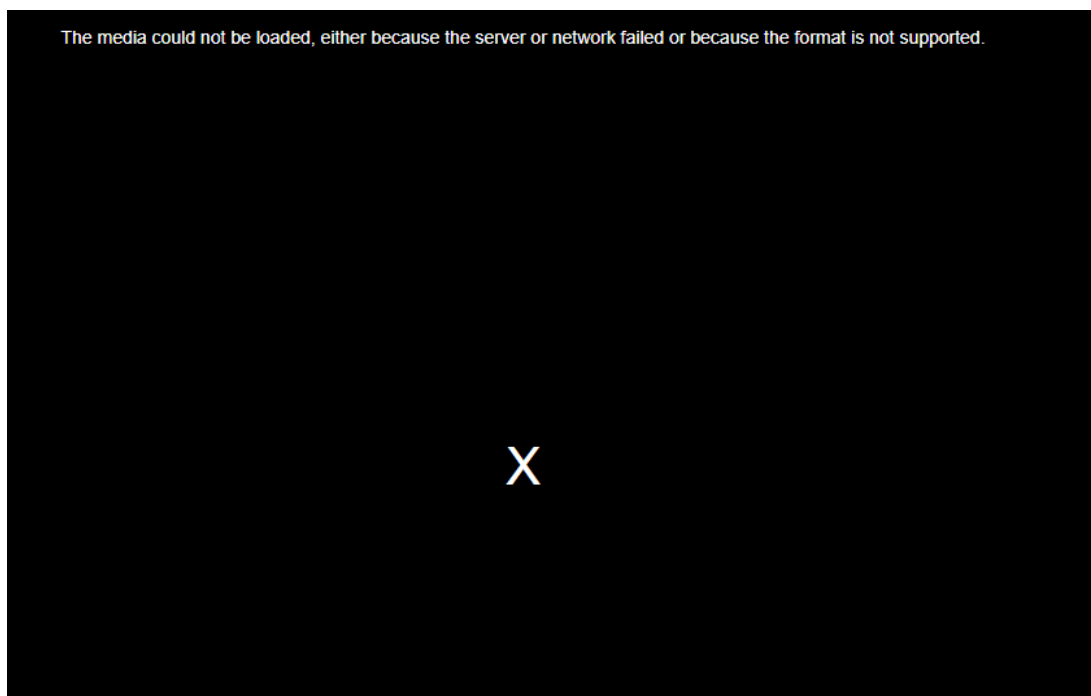 The media could not be loaded, either because the server or network failed or because the format is not supported.
X